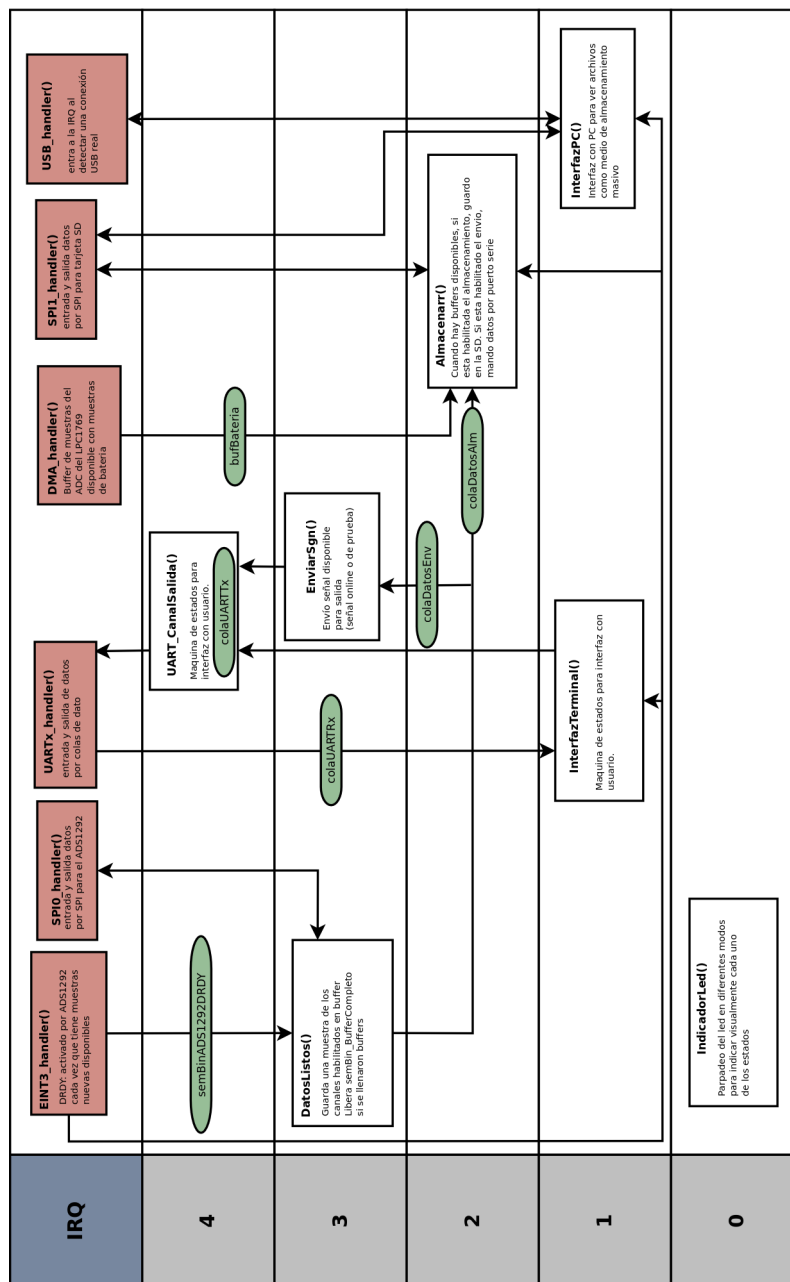 IRQ
EINT3_handler()
DRDY: activado por ADS1292
cada vez que tiene muestras
nuevas disponibles
SPI0_handler()
entrada y salida datos
por SPI para el ADS1292
UARTx_handler()
entrada y salida de datos
por colas de dato
DMA_handler()
Buffer de muestras del
ADC del LPC1769
disponible con muestras
de batería
SPI1_handler()
entrada y salida datos
por SPI para tarjeta SD
USB_handler()
entra a la IRQ al
detectar una conexión
USB real
4
semBinADS1292DRDY
UART_CanalSalida()
Maquina de estados para
interfaz con usuario.
colaUARTTx
bufBateria
3
DatosListos()
Guarda una muestra de los
canales habilitados en buffer
Libera semBin_BufferCompleto
si se llenaron buffers
colaUARTRx
EnviarSgn()
Envío señal disponible
para salida
(señal online o de prueba)
2
colaDatosEnv
colaDatosAlm
Almacenarr()
Cuando hay buffers disponibles, si
esta habilitada el almacenamiento, guardo
en la SD. Si esta habilitado el envío,
mando datos por puerto serie
1
InterfazTerminal()
Maquina de estados para interfaz con
usuario.
InterfazPC()
Interfaz con PC para ver archivos
como medio de almacenamiento
masivo
0
IndicadorLed()
Parpadeo del led en diferentes modos
para indicar visualmente cada uno
de los estados